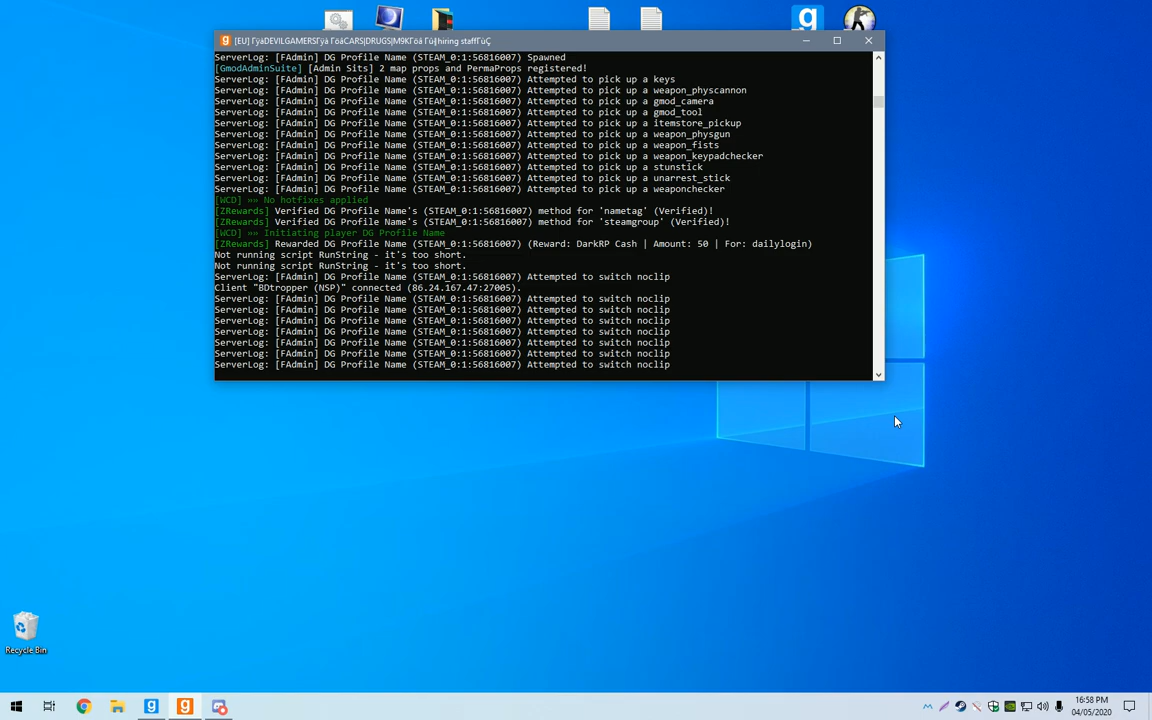 [EU] ΓÿáDEVILGAMERSΓÿá ΓöáCARS|DRUGS|M9KΓöá Γûíhiring staffΓùÇ
ServerLog: [FAdmin] DG Profile Name (STEAM_0:1:56816007) Spawned
[GmodAdminSuite] [Admin Sits] 2 map props and PermaProps registered!
ServerLog: [FAdmin] DG Profile Name (STEAM_0:1:56816007) Attempted to pick up a keys
ServerLog: [FAdmin] DG Profile Name (STEAM_0:1:56816007) Attempted to pick up a weapon_physcannon
ServerLog: [FAdmin] DG Profile Name (STEAM_0:1:56816007) Attempted to pick up a gmod_camera
ServerLog: [FAdmin] DG Profile Name (STEAM_0:1:56816007) Attempted to pick up a gmod_tool
ServerLog: [FAdmin] DG Profile Name (STEAM_0:1:56816007) Attempted to pick up a itemstore_pickup
ServerLog: [FAdmin] DG Profile Name (STEAM_0:1:56816007) Attempted to pick up a weapon_physgun
ServerLog: [FAdmin] DG Profile Name (STEAM_0:1:56816007) Attempted to pick up a weapon_fists
ServerLog: [FAdmin] DG Profile Name (STEAM_0:1:56816007) Attempted to pick up a weapon_keypadchecker
ServerLog: [FAdmin] DG Profile Name (STEAM_0:1:56816007) Attempted to pick up a stunstick
ServerLog: [FAdmin] DG Profile Name (STEAM_0:1:56816007) Attempted to pick up a unarrest_stick
ServerLog: [FAdmin] DG Profile Name (STEAM_0:1:56816007) Attempted to pick up a weaponchecker
[WCD] »» No hotfixes applied
[ZRewards] Verified DG Profile Name's (STEAM_0:1:56816007) method for 'nametag' (Verified)!
[ZRewards] Verified DG Profile Name's (STEAM_0:1:56816007) method for 'steamgroup' (Verified)!
[WCD] »» Initiating player DG Profile Name
[ZRewards] Rewarded DG Profile Name (STEAM_0:1:56816007) (Reward: DarkRP Cash | Amount: 50 | For: dailylogin)
Not running script RunString - it's too short.
Not running script RunString - it's too short.
ServerLog: [FAdmin] DG Profile Name (STEAM_0:1:56816007) Attempted to switch noclip
Client "BDtropper (NSP)" connected (86.24.167.47:27005).
ServerLog: [FAdmin] DG Profile Name (STEAM_0:1:56816007) Attempted to switch noclip
ServerLog: [FAdmin] DG Profile Name (STEAM_0:1:56816007) Attempted to switch noclip
ServerLog: [FAdmin] DG Profile Name (STEAM_0:1:56816007) Attempted to switch noclip
ServerLog: [FAdmin] DG Profile Name (STEAM_0:1:56816007) Attempted to switch noclip
ServerLog: [FAdmin] DG Profile Name (STEAM_0:1:56816007) Attempted to switch noclip
ServerLog: [FAdmin] DG Profile Name (STEAM_0:1:56816007) Attempted to switch noclip
ServerLog: [FAdmin] DG Profile Name (STEAM_0:1:56816007) Attempted to switch noclip
Recycle Bin
16:58 PM
04/05/2020